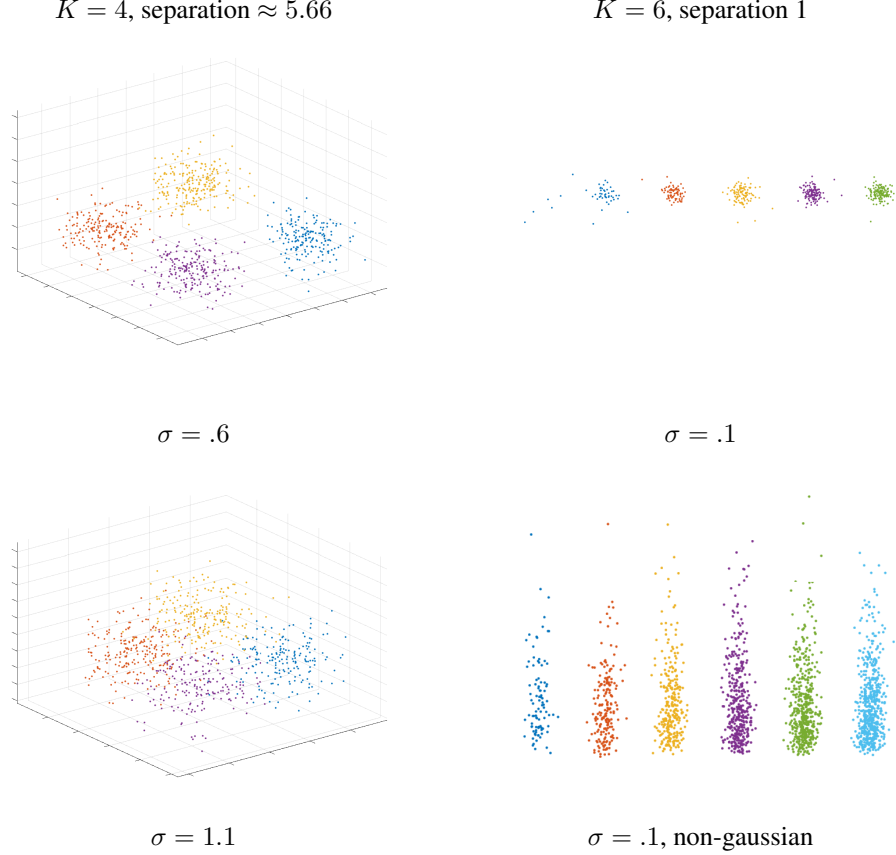 K = 4, separation ≈ 5.66
K = 6, separation 1
σ = .6
σ = .1
σ = 1.1
σ = .1, non-gaussian